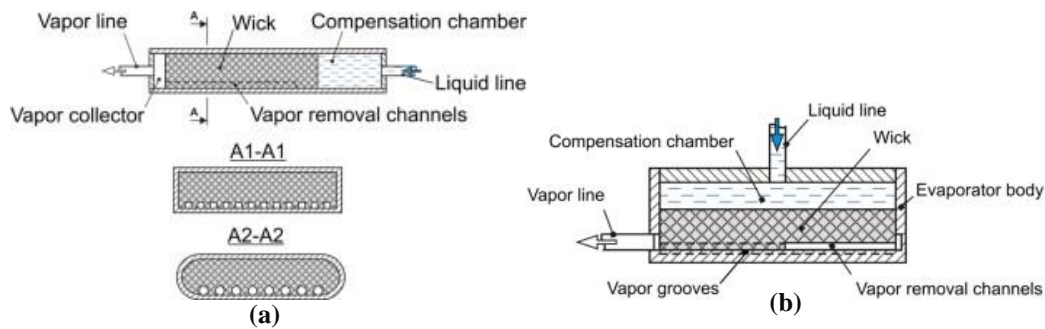 Vapor line
A
Wick
Compensation chamber
Liquid line
Vapor collector
A
Vapor removal channels
A1-A1
A2-A2
(a)
Liquid line
Compensation chamber
Wick
Vapor line
Evaporator body
Vapor grooves
Vapor removal channels
(b)